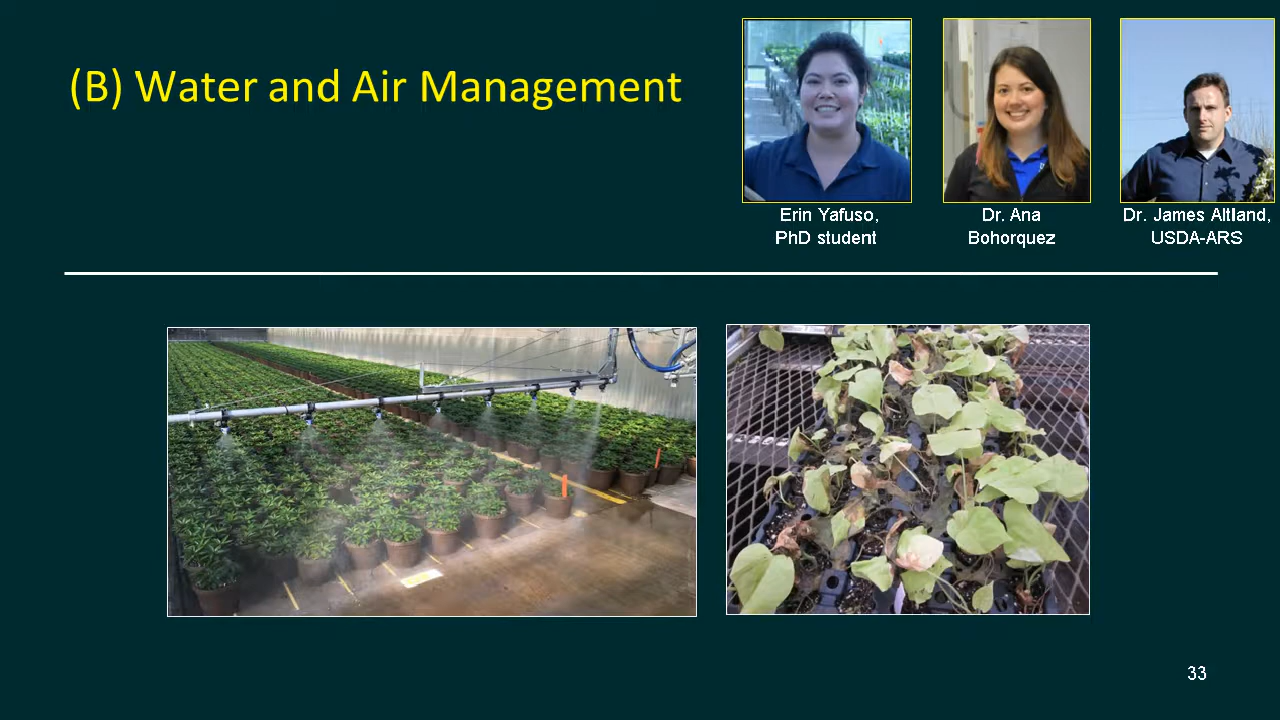 (B) Water and Air Management
Erin Yafuso,
PhD student
Dr. Ana
Bohorquez
Dr. James Altland,
USDA-ARS
33